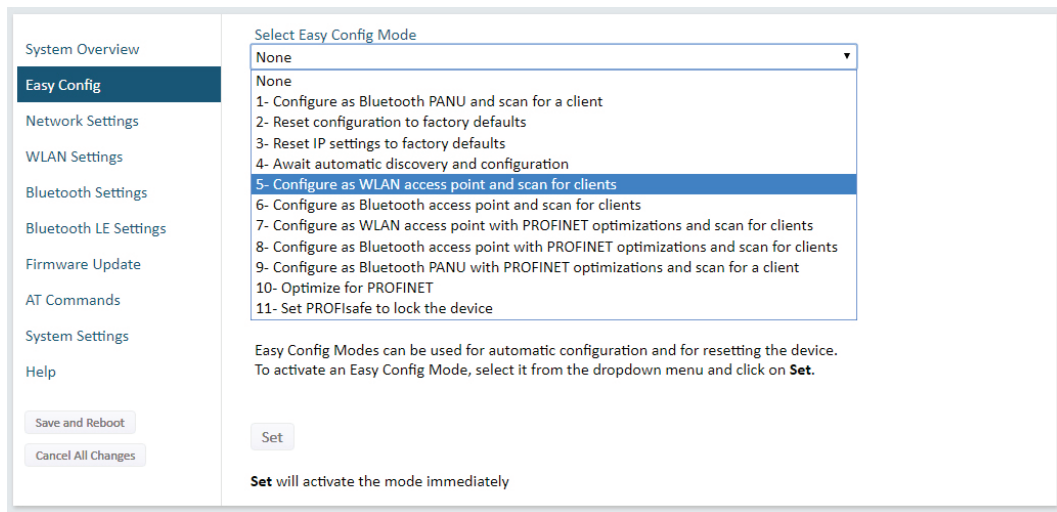 System Overview
Easy Config
Network Settings
WLAN Settings
Bluetooth Settings
Bluetooth LE Settings
Firmware Update
AT Commands
System Settings
Help
Save and Reboot
Cancel All Changes
Select Easy Config Mode
None
None
1- Configure as Bluetooth PANU and scan for a client
2- Reset configuration to factory defaults
3- Reset IP settings to factory defaults
4- Await automatic discovery and configuration
5- Configure as WLAN access point and scan for clients
6- Configure as Bluetooth access point and scan for clients
7- Configure as WLAN access point with PROFINET optimizations and scan for clients
8- Configure as Bluetooth access point with PROFINET optimizations and scan for clients
9- Configure as Bluetooth PANU with PROFINET optimizations and scan for a client
10- Optimize for PROFINET
11- Set PROFIsafe to lock the device
Easy Config Modes can be used for automatic configuration and for resetting the device.
To activate an Easy Config Mode, select it from the dropdown menu and click on Set.
Set
Set will activate the mode immediately